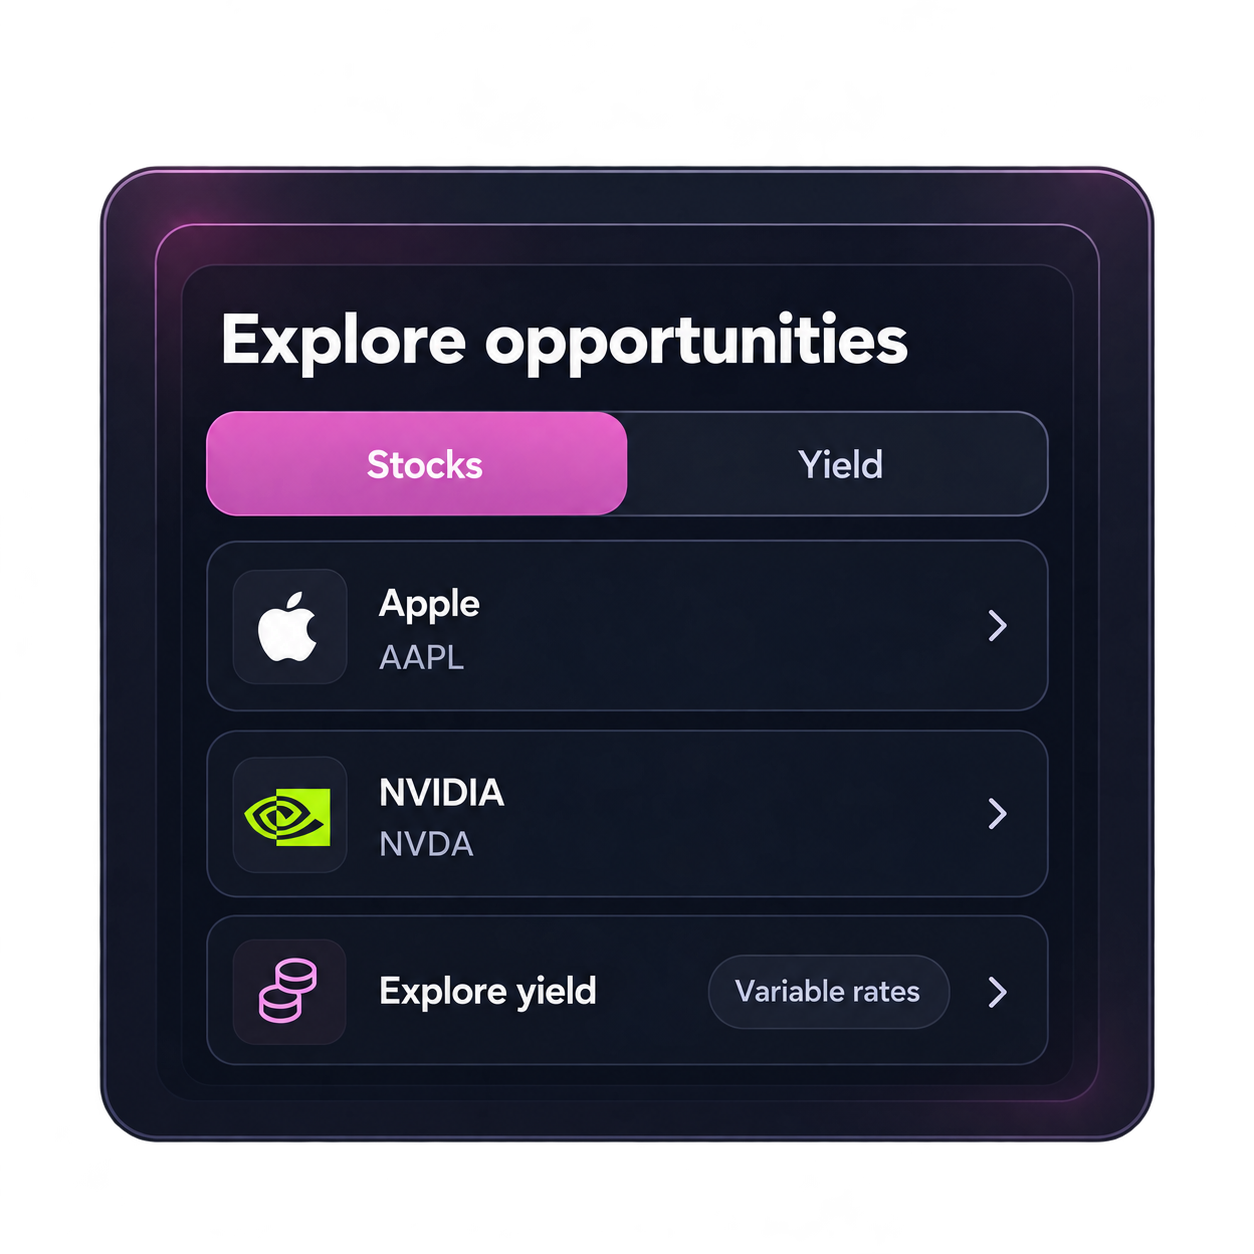 Explore opportunities
Stocks
Yield
Apple
AAPL
NVIDIA
NVDA
Explore yield
Variable rates